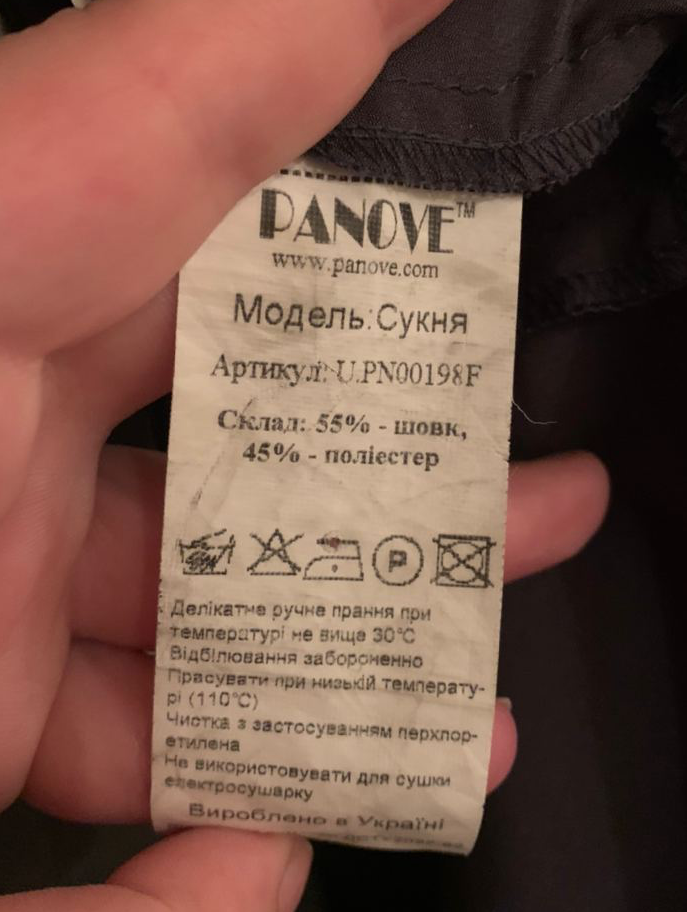 PANOVE™
www.panove.com
Модель:Сукня
Артикул: U.PN00198F
Склад: 55% - шовк,
45% - поліестер
P
Делікатне ручне прання при
температурі не вище 30°C
Відбілювання забороненно
Прасувати при низькій температу-
рі (110°C)
Чистка з застосуванням перхлор-
етилена
Не використовувати для сушки
електросушарку
Вироблено в Україні